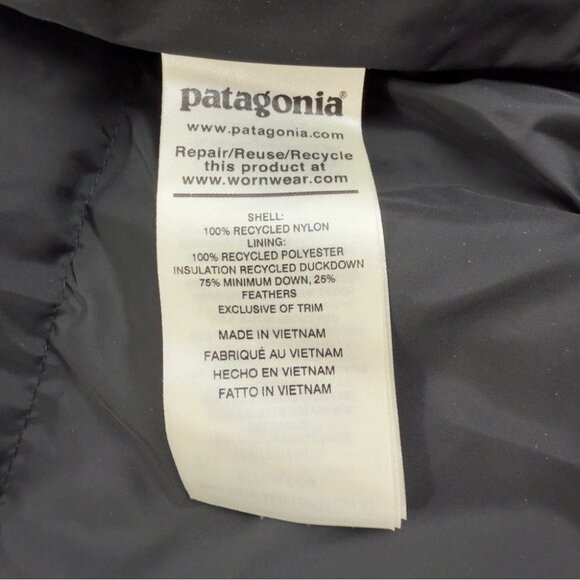 patagonia®
www.patagonia.com
Repair/Reuse/Recycle
this product at
www.wornwear.com
SHELL:
100% RECYCLED NYLON
LINING:
100% RECYCLED POLYESTER
INSULATION RECYCLED DUCKDOWN
75% MINIMUM DOWN, 25%
FEATHERS
EXCLUSIVE OF TRIM
MADE IN VIETNAM
FABRIQUÉ AU VIETNAM
HECHO EN VIETNAM
FATTO IN VIETNAM